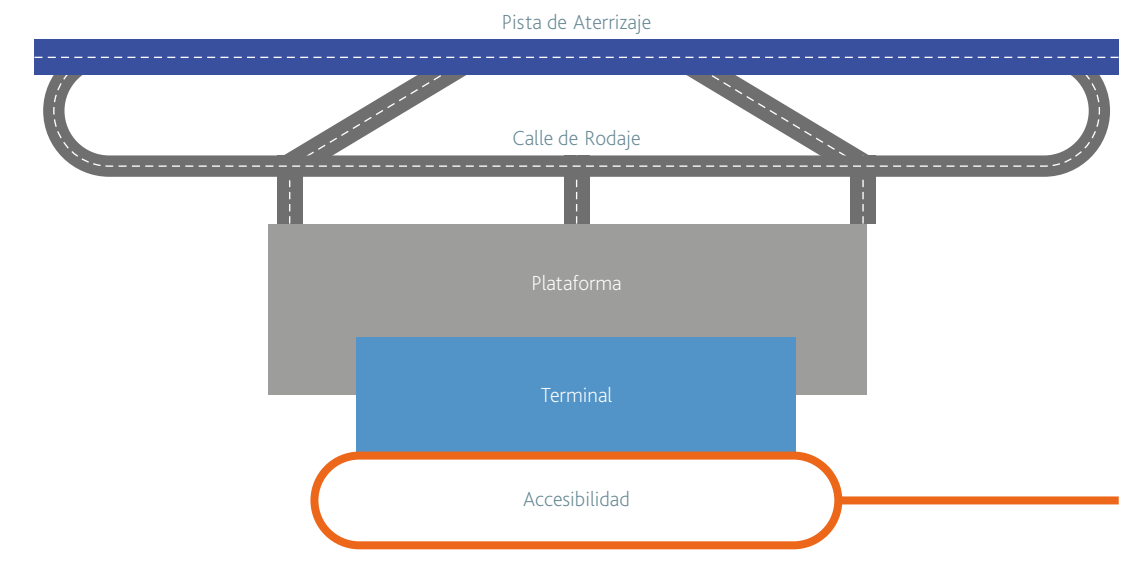 Pista de Aterrizaje
Calle de Rodaje
Plataforma
Terminal
Accesibilidad